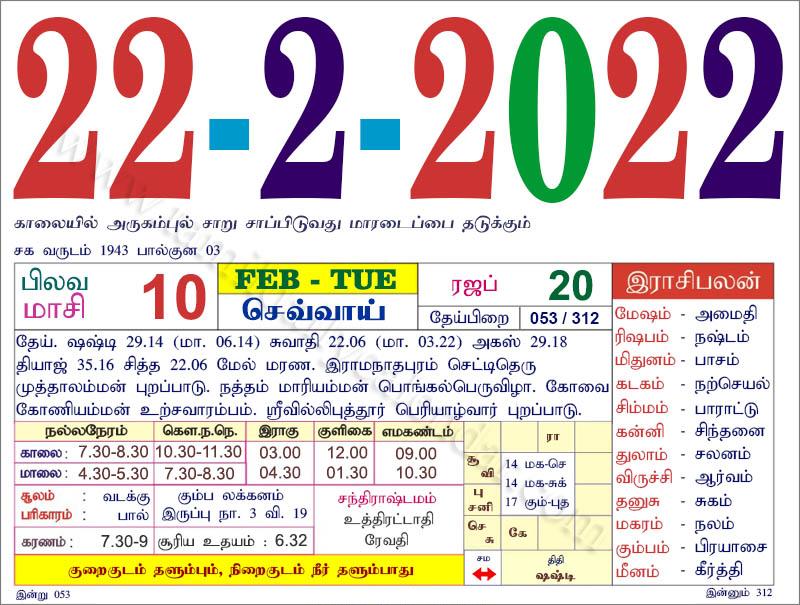 22-2-2022
காலையில் அருகம்புல் சாறு சாப்பிடுவது மாரடைப்பை தடுக்கும்
சக வருடம் 1943 பால்குன 03
பிலவ
மாசி 10
FEB - TUE
செவ்வாய்
ரஜப் 20
தேய்பிறை 053 / 312
தேய். ஷஷ்டி 29.14 (மா. 06.14) சுவாதி 22.06 (மா. 03.22) அகஸ் 29.18
தியாஜ் 35.16 சித்த 22.06 மேல் மரண. இராமநாதபுரம் செட்டிதெரு
முத்தாலம்மன் புறப்பாடு. நத்தம் மாரியம்மன் பொங்கல்பெருவிழா. கோவை
கோனியம்மன் உற்சவாரம்பம். ஸ்ரீவில்லிபுத்தூர் பெரியாழ்வார் புறப்பாடு.
நல்லநேரம் கௌ.ந.நெ. இராகு குளிகை எமகண்டம்
காலை: 7.30-8.30 10.30-11.30 03.00 12.00 09.00
மாலை: 4.30-5.30 7.30-8.30 04.30 01.30 10.30
சூலம் : வடக்கு
பரிகாரம் : பால்
கும்ப லக்கனம்
இருப்பு நா. 3 வி. 19
சந்திராஷ்டமம்
உத்திரட்டாதி
ரேவதி
கரணம் : 7.30-9 சூரிய உதயம் : 6.32
குறைகுடம் தளும்பும், நிறைகுடம் நீர் தளும்பாது
ரா
சூ
வி
பு
சனி
செ
சு
கே
14 மக-செ
14 மக-சுக்
17 கும்-புத
சம
திதி
ஷஷ்டி
இராசிபலன்
மேஷம் - அமைதி
ரிஷபம் - நஷ்டம்
மிதுனம் - பாசம்
கடகம் - நற்செயல்
சிம்மம் - பாராட்டு
கன்னி - சிந்தனை
துலாம் - சலனம்
விருச்சி - ஆர்வம்
தனுசு - சுகம்
மகரம் - நலம்
கும்பம் - பிரயாசை
மீனம் - கீர்த்தி
இன்று 053
இன்னும் 312